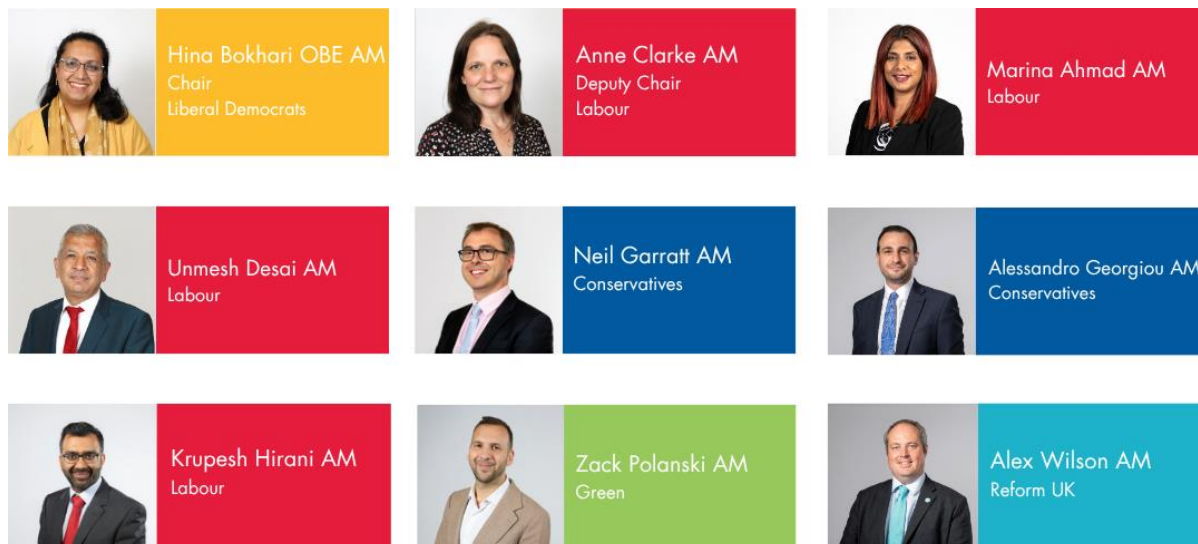 Hina Bokhari OBE AM
Chair
Liberal Democrats
Anne Clarke AM
Deputy Chair
Labour
Marina Ahmad AM
Labour
Unmesh Desai AM
Labour
Neil Garratt AM
Conservatives
Alessandro Georgiou AM
Conservatives
Krupesh Hirani AM
Labour
Zack Polanski AM
Green
Alex Wilson AM
Reform UK